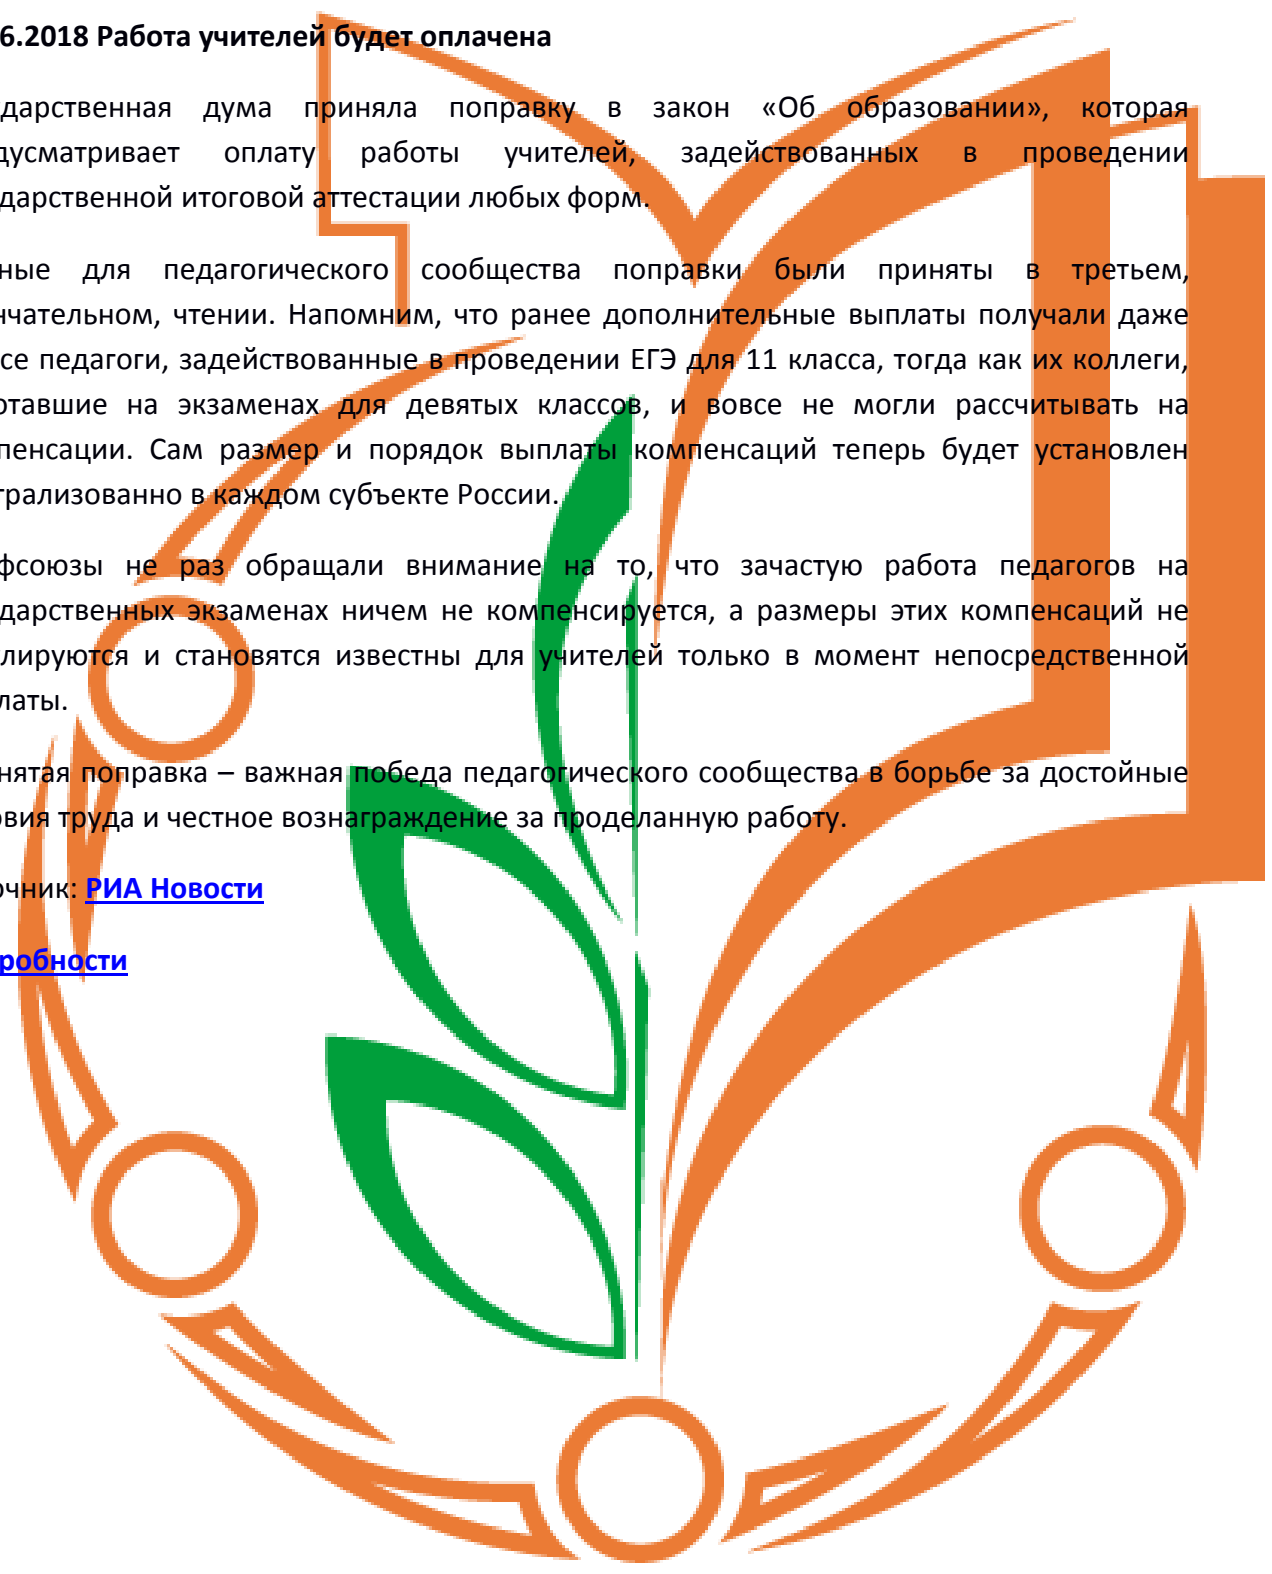 6.2018 Работа учителей будет оплачена
дарственная дума приняла поправку в закон «Об образовании», которая
дусматривает оплату работы учителей, задействованных в проведении
дарственной итоговой аттестации любых форм.
ные для педагогического сообщества поправки были приняты в третьем,
нчательном, чтении. Напомним, что ранее дополнительные выплаты получали даже
се педагоги, задействованные в проведении ЕГЭ для 11 класса, тогда как их коллеги,
отавшие на экзаменах для девятых классов, и вовсе не могли рассчитывать на
пенсации. Сам размер и порядок выплаты компенсаций теперь будет установлен
трализованно в каждом субъекте России.
фсоюзы не раз обращали внимание на то, что зачастую работа педагогов на
дарственных экзаменах ничем не компенсируется, а размеры этих компенсаций не
лируются и становятся известны для учителей только в момент непосредственной
латы.
нятая поправка – важная победа педагогического сообщества в борьбе за достойные
овия труда и честное вознаграждение за проделанную работу.
очник: РИА Новости
робности